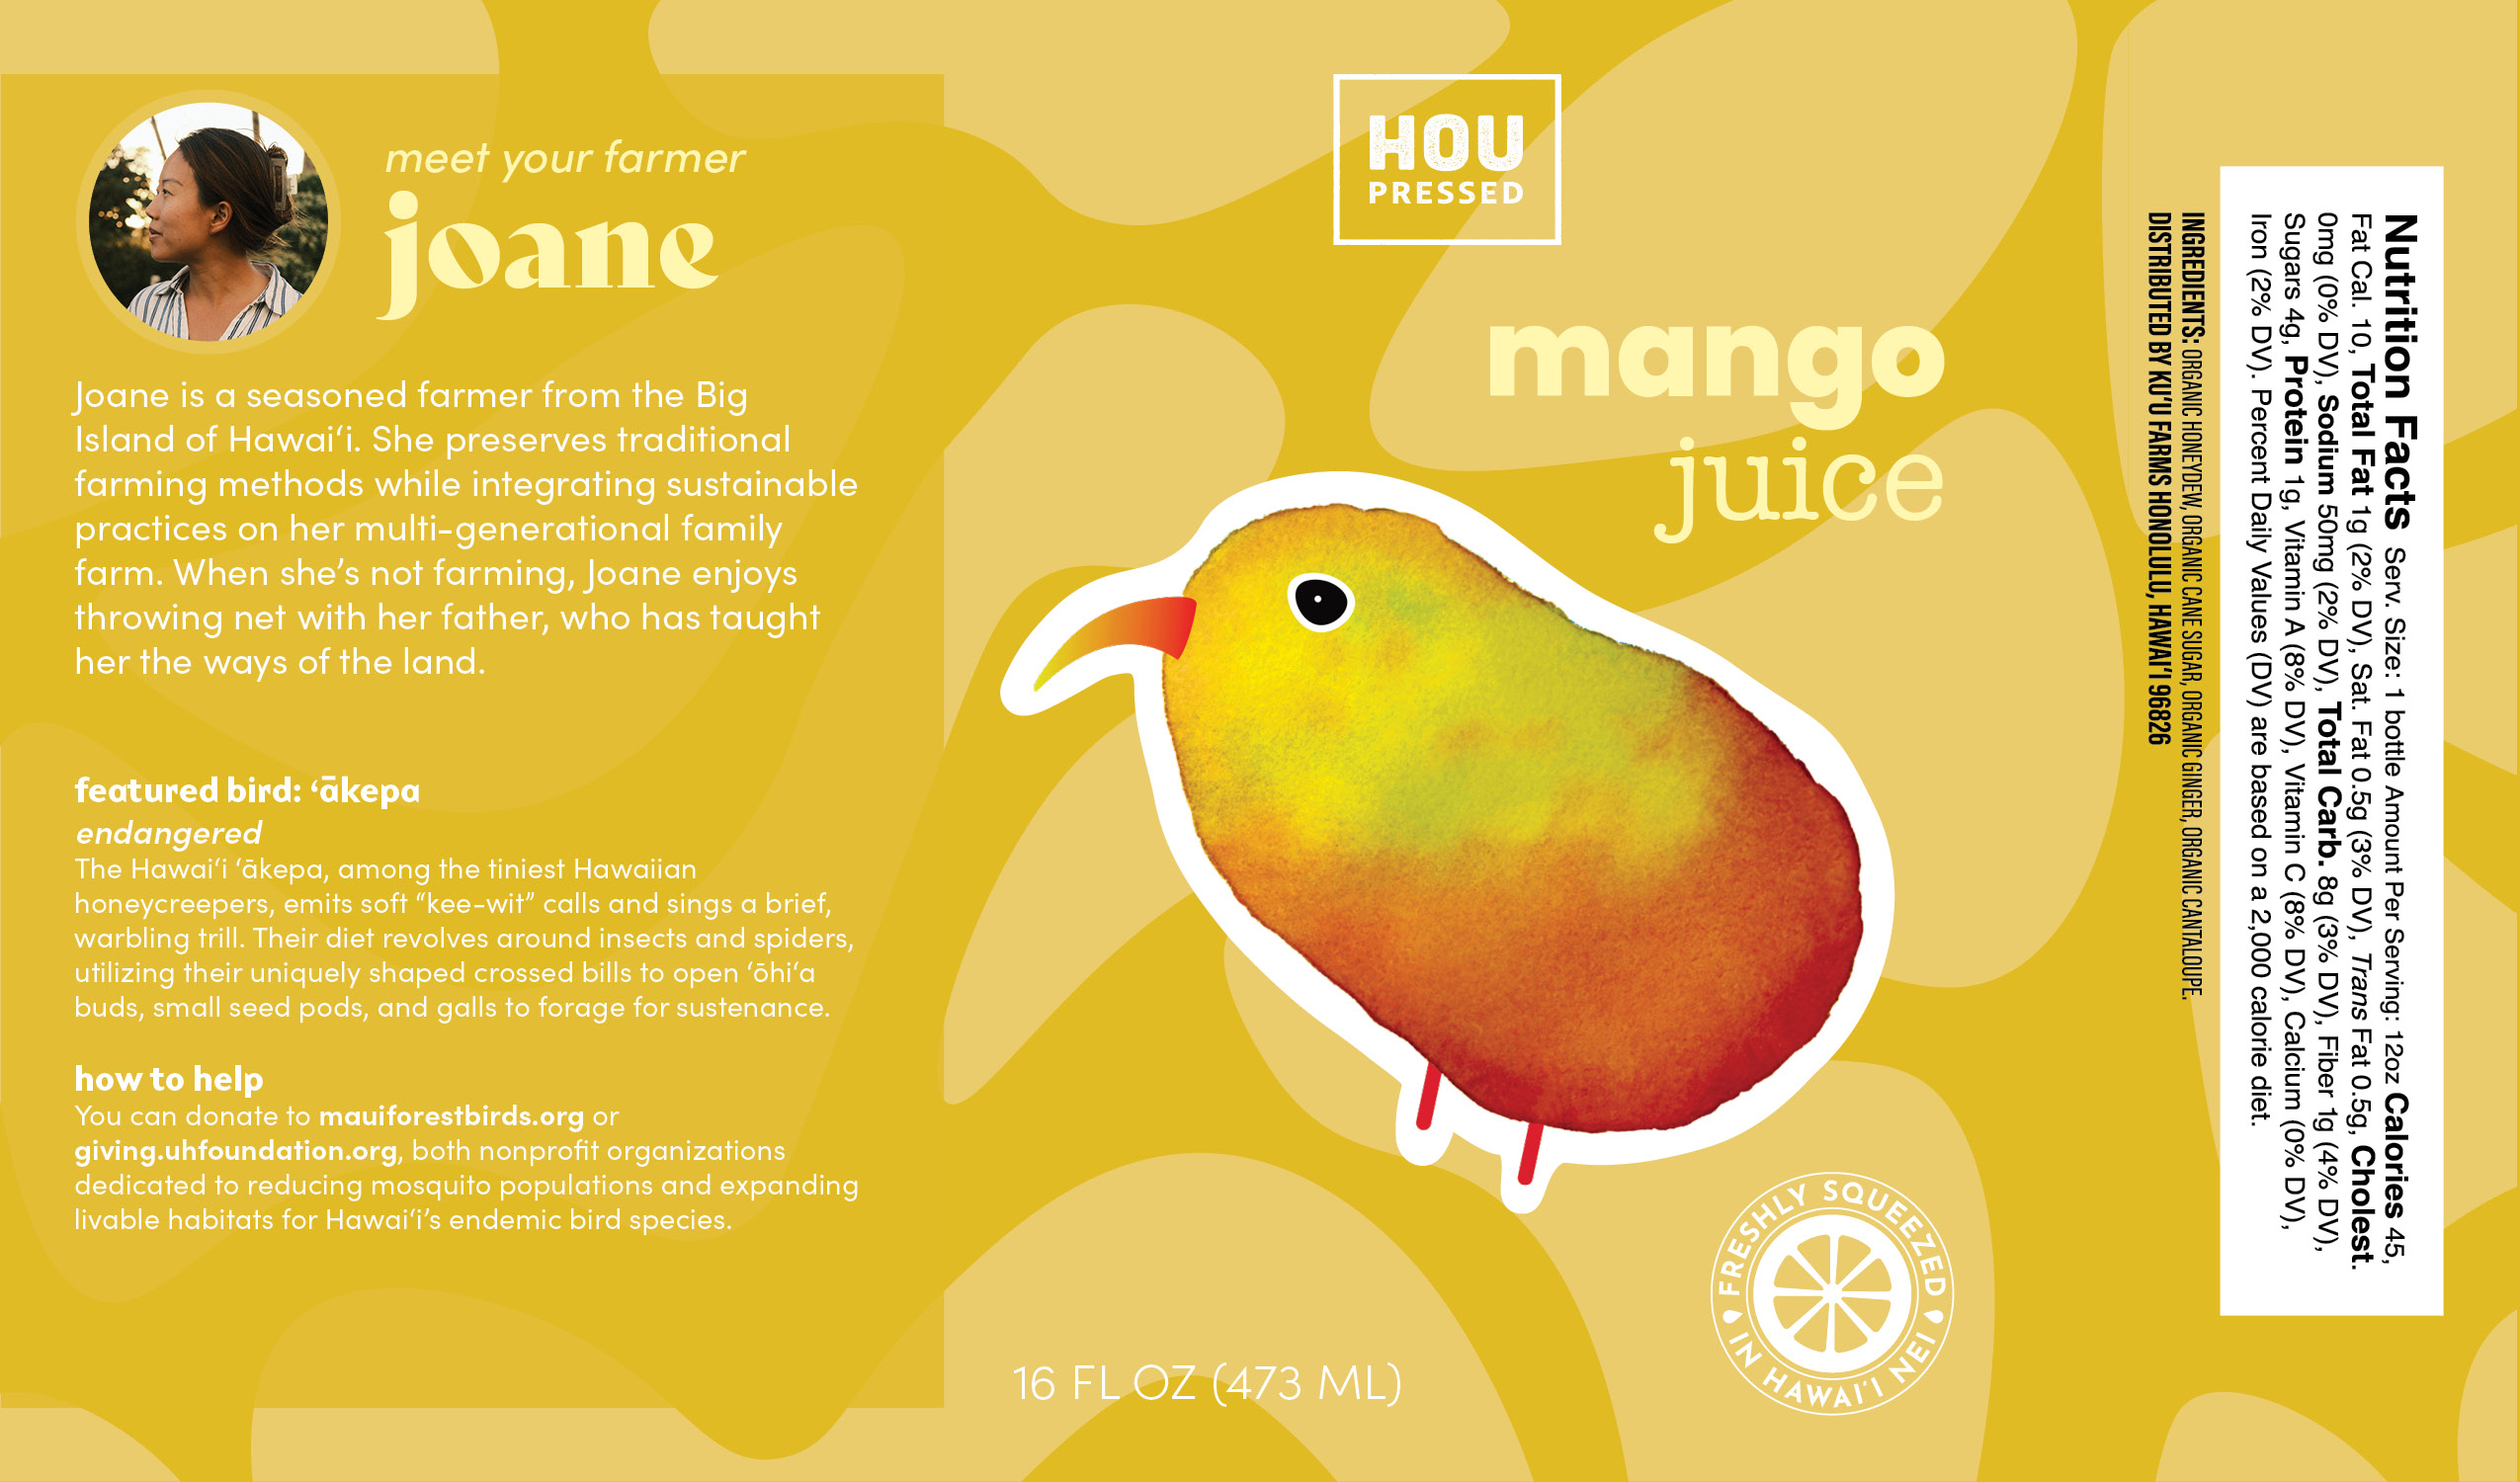 meet your farmer
joane
Joane is a seasoned farmer from the Big
Island of Hawai‘i. She preserves traditional
farming methods while integrating sustainable
practices on her multi-generational family
farm. When she’s not farming, Joane enjoys
throwing net with her father, who has taught
her the ways of the land.
featured bird: ‘ākepa
endangered
The Hawai‘i ‘ākepa, among the tiniest Hawaiian
honeycreepers, emits soft “kee-wit” calls and sings a brief,
warbling trill. Their diet revolves around insects and spiders,
utilizing their uniquely shaped crossed bills to open ‘ōhi‘a
buds, small seed pods, and galls to forage for sustenance.
how to help
You can donate to mauiforestbirds.org or
giving.uhfoundation.org, both nonprofit organizations
dedicated to reducing mosquito populations and expanding
livable habitats for Hawai‘i’s endemic bird species.
HOU
PRESSED
mango
juice
16 FL OZ (473 ML)
FRESHLY SQUEEZED
IN HAWAI‘I NEI
Nutrition Facts Serv. Size: 1 bottle Amount Per Serving: 12oz Calories 45,
Fat Cal. 10, Total Fat 1g (2% DV), Sat. Fat 0.5g (3% DV), Trans Fat 0.5g, Cholest.
0mg (0% DV), Sodium 50mg (2% DV), Total Carb. 8g (3% DV), Fiber 1g (4% DV),
Sugars 4g, Protein 1g, Vitamin A (8% DV), Vitamin C (8% DV), Calcium (0% DV),
Iron (2% DV). Percent Daily Values (DV) are based on a 2,000 calorie diet.
INGREDIENTS: ORGANIC HONEYDEW, ORGANIC CANE SUGAR, ORGANIC GINGER, ORGANIC CANTALOUPE.
DISTRIBUTED BY KU‘U FARMS HONOLULU, HAWAI‘I 96826